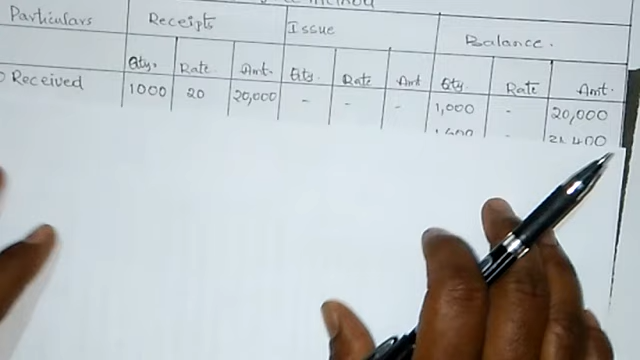 Method
Particulars Receipts Issue Balance.
Qty. Rate Amt. Qty. Rate Amt Qty. Rate Amt.
Received 1000 20 20,000 - - - 1,000 - 20,000
-